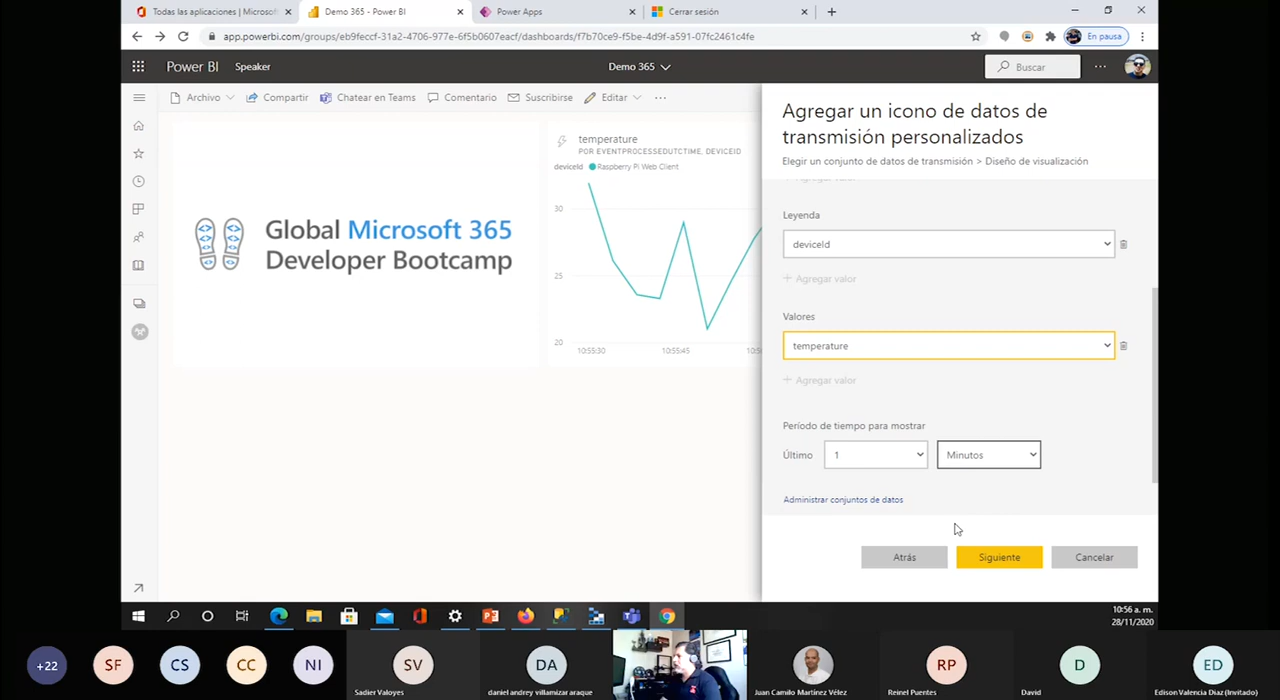 Todas las aplicaciones | Microsof
Demo 365 - Power BI
Power Apps
Cerrar sesión
app.powerbi.com/groups/eb9feccf-31a2-4706-977e-6f5b0607eacf/dashboards/f7b70ce9-f5be-4d9f-a591-07fc2461c4fe
En pausa
Power BI
Speaker
Demo 365
Buscar
Archivo
Compartir
Chatear en Teams
Comentario
Suscribirse
Editar
Global Microsoft 365
Developer Bootcamp
temperature
POR EVENTPROCESSEDUTCTIME, DEVICEID
deviceId
Raspberry Pi Web Client
30
25
20
10:55:30
10:55:45
10:56
Agregar un icono de datos de
transmisión personalizados
Elegir un conjunto de datos de transmisión > Diseño de visualización
Leyenda
deviceId
+ Agregar valor
Valores
temperature
+ Agregar valor
Período de tiempo para mostrar
Último
1
Minutos
Administrar conjuntos de datos
Atrás
Siguiente
Cancelar
10:56 a. m.
28/11/2020
+22
SF
CS
CC
NI
SV
Sadier Valoyes
DA
daniel andrey villamizar araque
Juan Camilo Martínez Vélez
RP
Reinel Puentes
D
David
ED
Edison Valencia Diaz (Invitado)